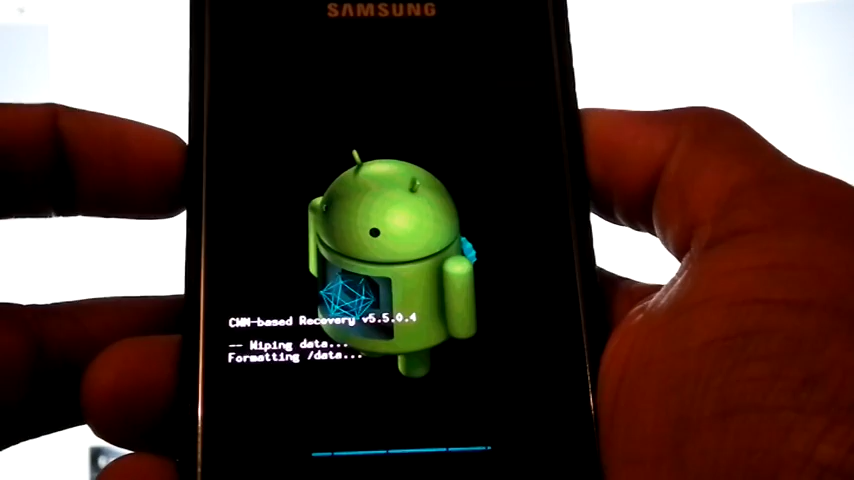 SAMSUNG
CWM-based Recovery v5.5.0.4
-- Wiping data...
Formatting /data...